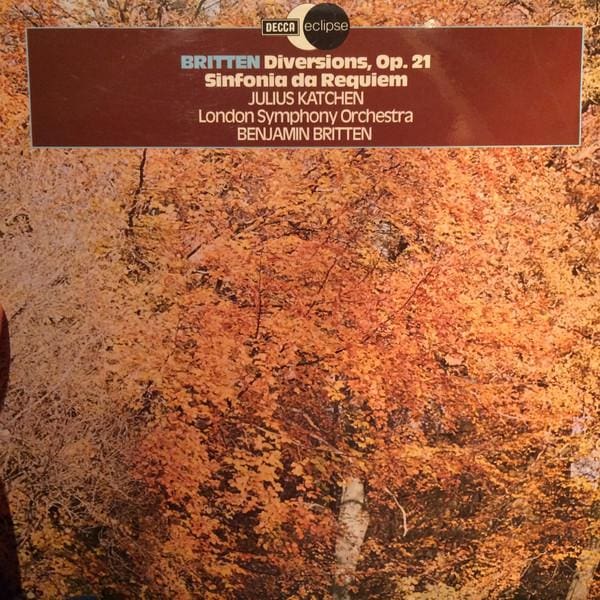 DECCA eclipse
BRITTEN Diversions, Op. 21
Sinfonia da Requiem
JULIUS KATCHEN
London Symphony Orchestra
BENJAMIN BRITTEN